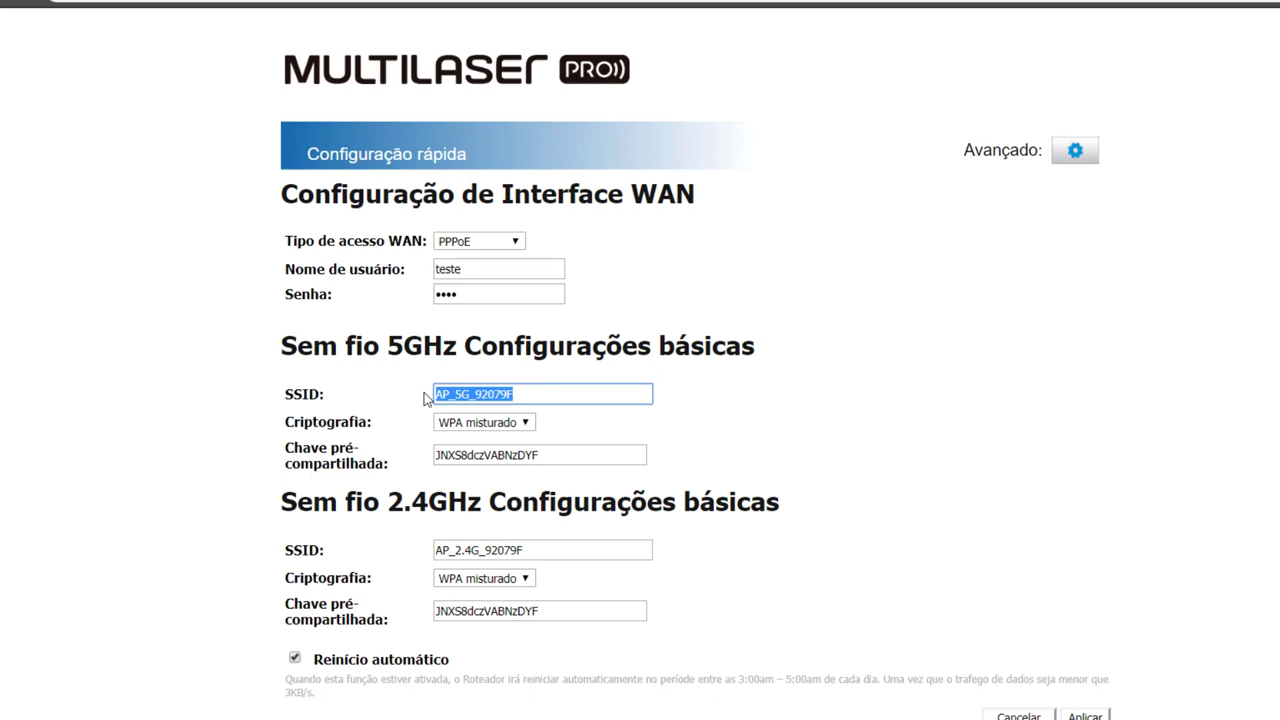 MULTILASER PRO
Configuração rápida
Avançado:
Configuração de Interface WAN
Tipo de acesso WAN: PPPoE
Nome de usuário: teste
Senha: ••••
Sem fio 5GHz Configurações básicas
SSID: AP_5G_92079F
Criptografia: WPA misturado
Chave pré-
compartilhada: JNXS8dczVABNzDYF
Sem fio 2.4GHz Configurações básicas
SSID: AP_2.4G_92079F
Criptografia: WPA misturado
Chave pré-
compartilhada: JNXS8dczVABNzDYF
Reinício automático
Quando esta função estiver ativada, o Roteador irá reiniciar automaticamente no período entre as 3:00am – 5:00am de cada dia. Uma vez que o trafego de dados seja menor que
3KB/s.
Cancelar Aplicar